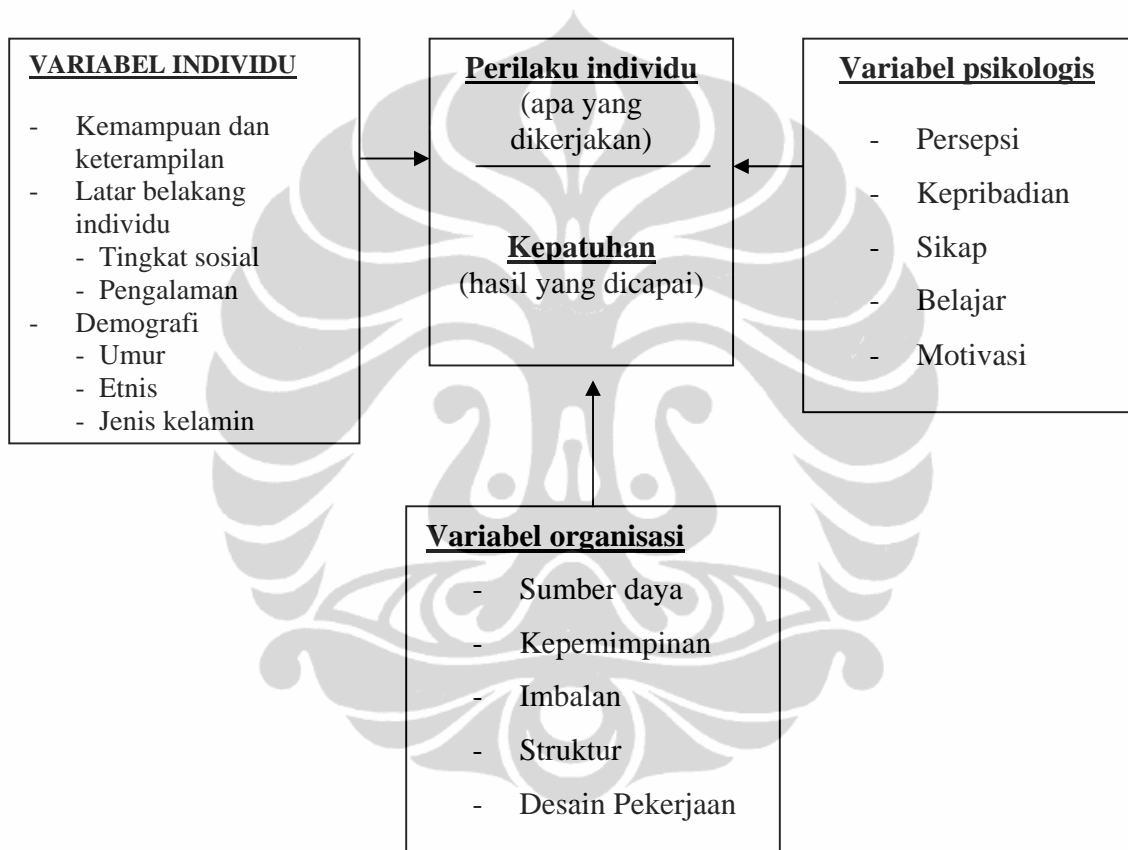 VARIABEL INDIVIDU
- Kemampuan dan
keterampilan
- Latar belakang
individu
- Tingkat sosial
- Pengalaman
- Demografi
- Umur
- Etnis
- Jenis kelamin
Perilaku individu
(apa yang
dikerjakan)
Kepatuhan
(hasil yang dicapai)
Variabel psikologis
- Persepsi
- Kepribadian
- Sikap
- Belajar
- Motivasi
Variabel organisasi
- Sumber daya
- Kepemimpinan
- Imbalan
- Struktur
- Desain Pekerjaan